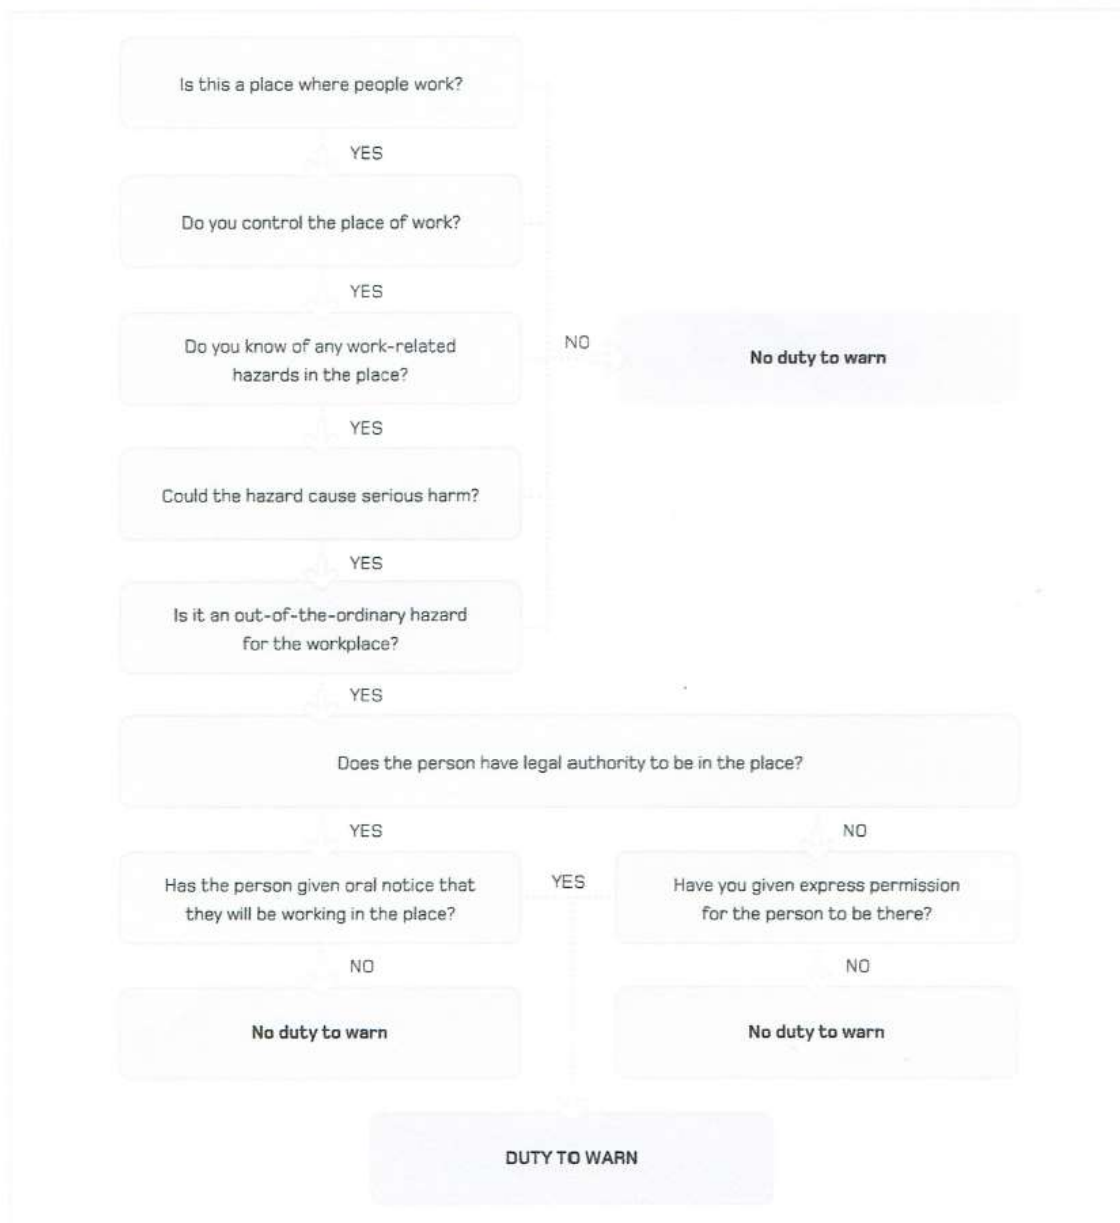 Is this a place where people work?
YES
Do you control the place of work?
YES
Do you know of any work-related
hazards in the place?
NO
No duty to warn
YES
Could the hazard cause serious harm?
YES
Is it an out-of-the-ordinary hazard
for the workplace?
YES
Does the person have legal authority to be in the place?
YES
NO
Has the person given oral notice that
they will be working in the place?
YES
Have you given express permission
for the person to be there?
NO
NO
No duty to warn
No duty to warn
DUTY TO WARN